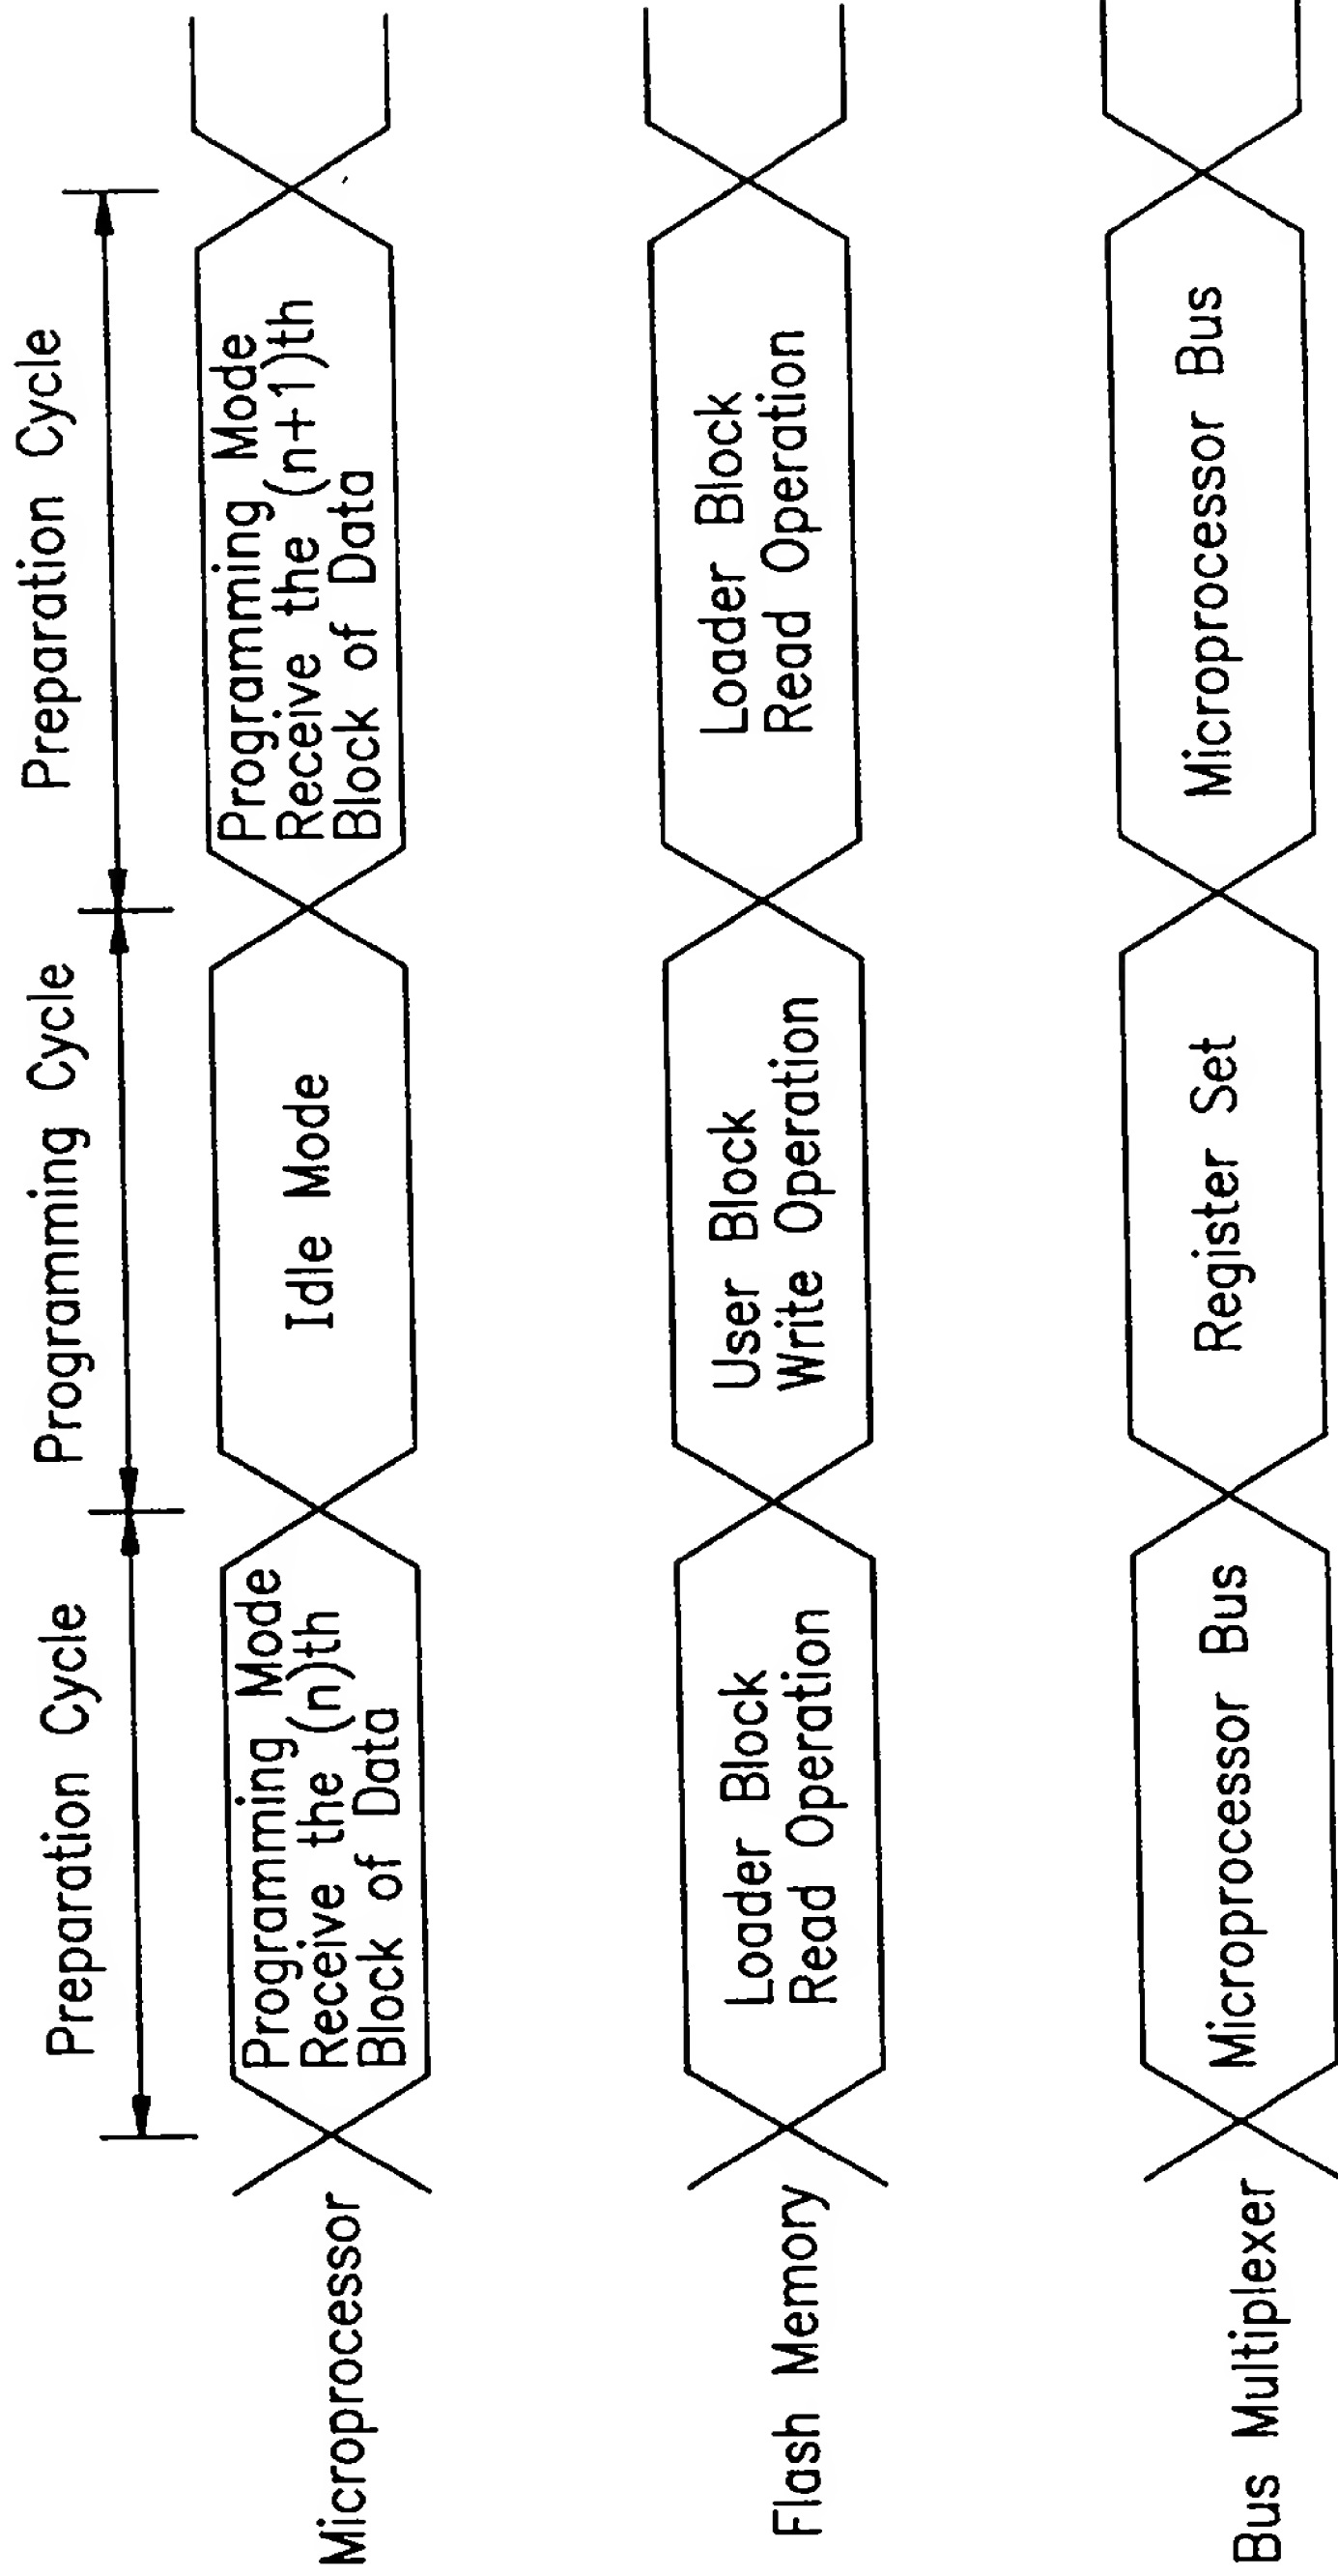 Preparation Cycle
Programming Cycle
Preparation Cycle
Microprocessor
Programming Mode
Receive the (n)th
Block of Data
Idle Mode
Programming Mode
Receive the (n+1)th
Block of Data
Flash Memory
Loader Block
Read Operation
User Block
Write Operation
Loader Block
Read Operation
Bus Multiplexer
Microprocessor Bus
Register Set
Microprocessor Bus